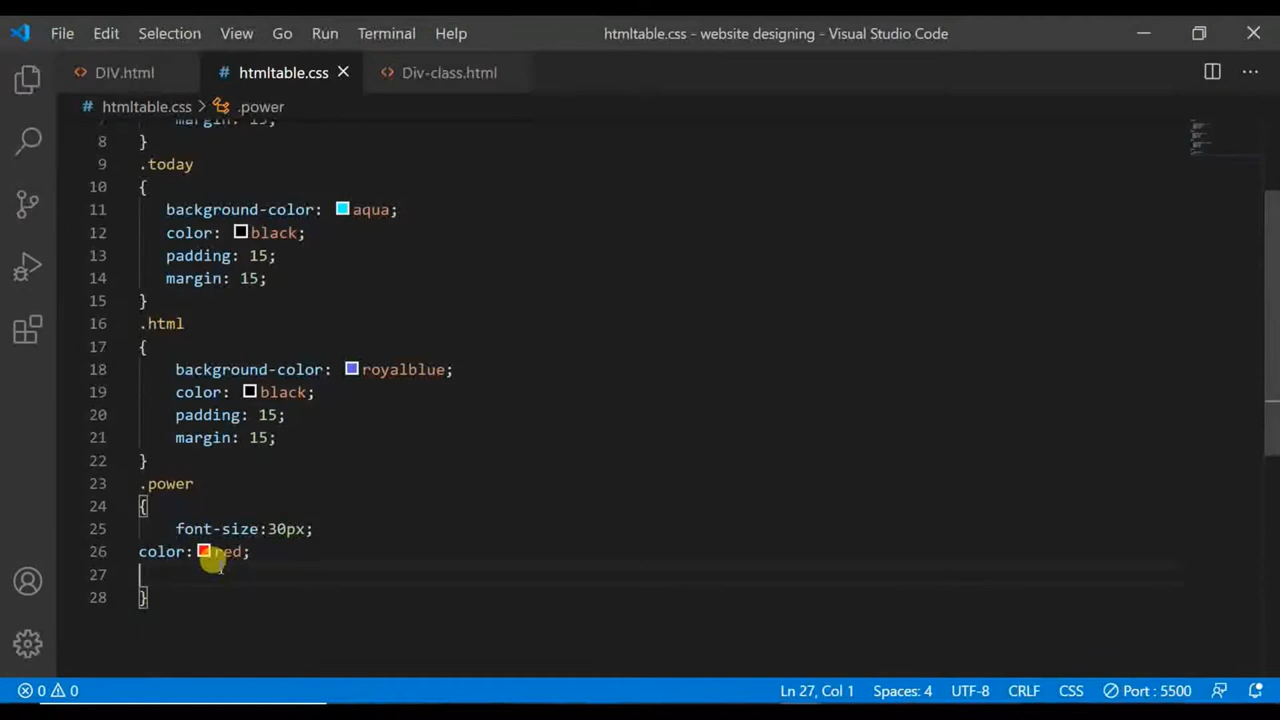 File Edit Selection View Go Run Terminal Help htmltable.css - website designing - Visual Studio Code
<> DIV.html # htmltable.css <> Div-class.html
# htmltable.css > .power
margin: 15;
8 }
9 .today
10 {
11 background-color: aqua;
12 color: black;
13 padding: 15;
14 margin: 15;
15 }
16 .html
17 {
18 background-color: royalblue;
19 color: black;
20 padding: 15;
21 margin: 15;
22 }
23 .power
24 {
25 font-size:30px;
26 color: red;
27
28 }
0 0 Ln 27, Col 1 Spaces: 4 UTF-8 CRLF CSS Port : 5500